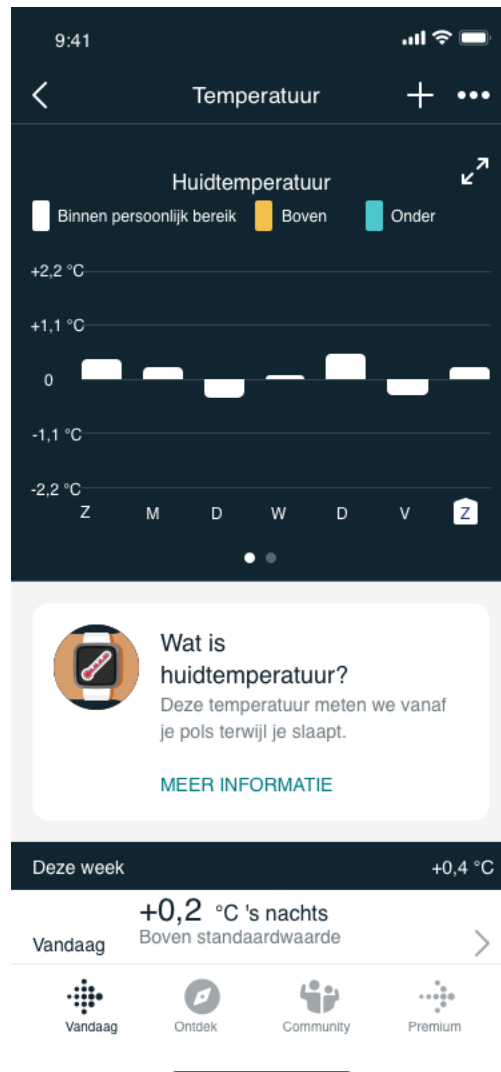 9:41
Temperatuur
Huidtemperatuur
Binnen persoonlijk bereik Boven Onder
+2,2 °C
+1,1 °C
0
-1,1 °C
-2,2 °C
Z M D W D V Z
Wat is
huidtemperatuur?
Deze temperatuur meten we vanaf
je pols terwijl je slaapt.
MEER INFORMATIE
Deze week +0,4 °C
+0,2 °C 's nachts
Vandaag Boven standaardwaarde
Vandaag Ontdek Community Premium